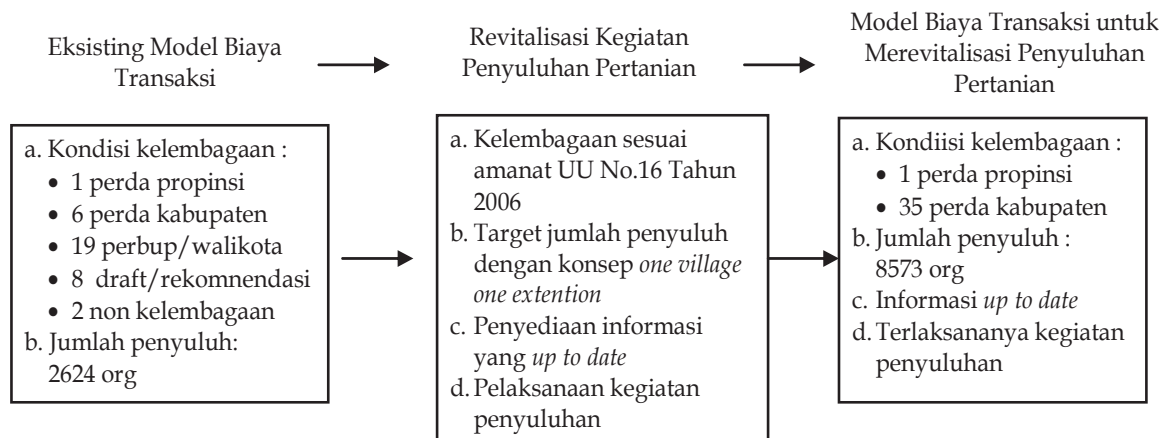 Eksisting Model Biaya
Transaksi
Revitalisasi Kegiatan
Penyuluhan Pertanian
Model Biaya Transaksi untuk
Merevitalisasi Penyuluhan
Pertanian
a. Kondisi kelembagaan :
• 1 perda propinsi
• 6 perda kabupaten
• 19 perbup/walikota
• 8 draft/rekomnendasi
• 2 non kelembagaan
b. Jumlah penyuluh:
2624 org
a. Kelembagaan sesuai
amanat UU No.16 Tahun
2006
b. Target jumlah penyuluh
dengan konsep one village
one extention
c. Penyediaan informasi
yang up to date
d. Pelaksanaan kegiatan
penyuluhan
a. Kondiisi kelembagaan :
• 1 perda propinsi
• 35 perda kabupaten
b. Jumlah penyuluh :
8573 org
c. Informasi up to date
d. Terlaksananya kegiatan
penyuluhan